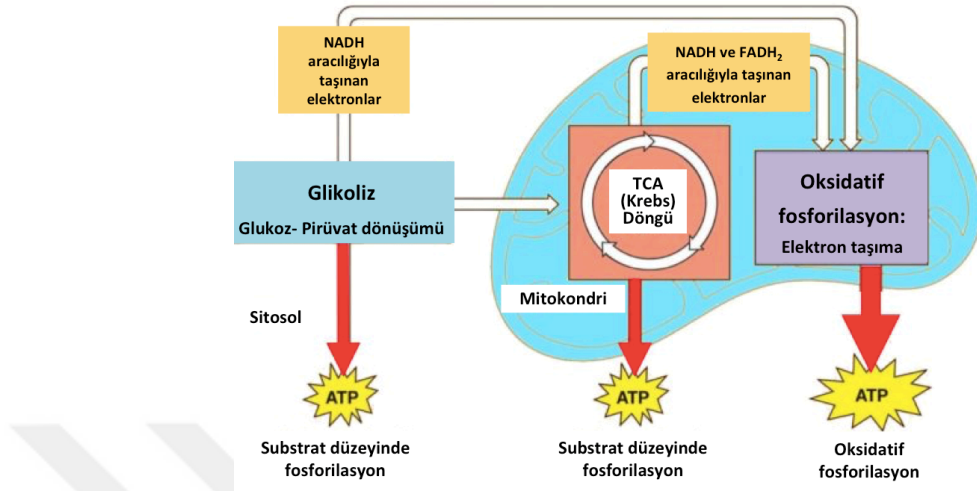 NADH
aracılığıyla
taşınan
elektronlar
NADH ve FADH₂
aracılığıyla taşınan
elektronlar
Glikoliz
Glukoz- Pirüvat dönüşümü
TCA
(Krebs)
Döngü
Oksidatif
fosforilasyon:
Elektron taşıma
Sitosol
Mitokondri
ATP
ATP
ATP
Substrat düzeyinde
fosforilasyon
Substrat düzeyinde
fosforilasyon
Oksidatif
fosforilasyon